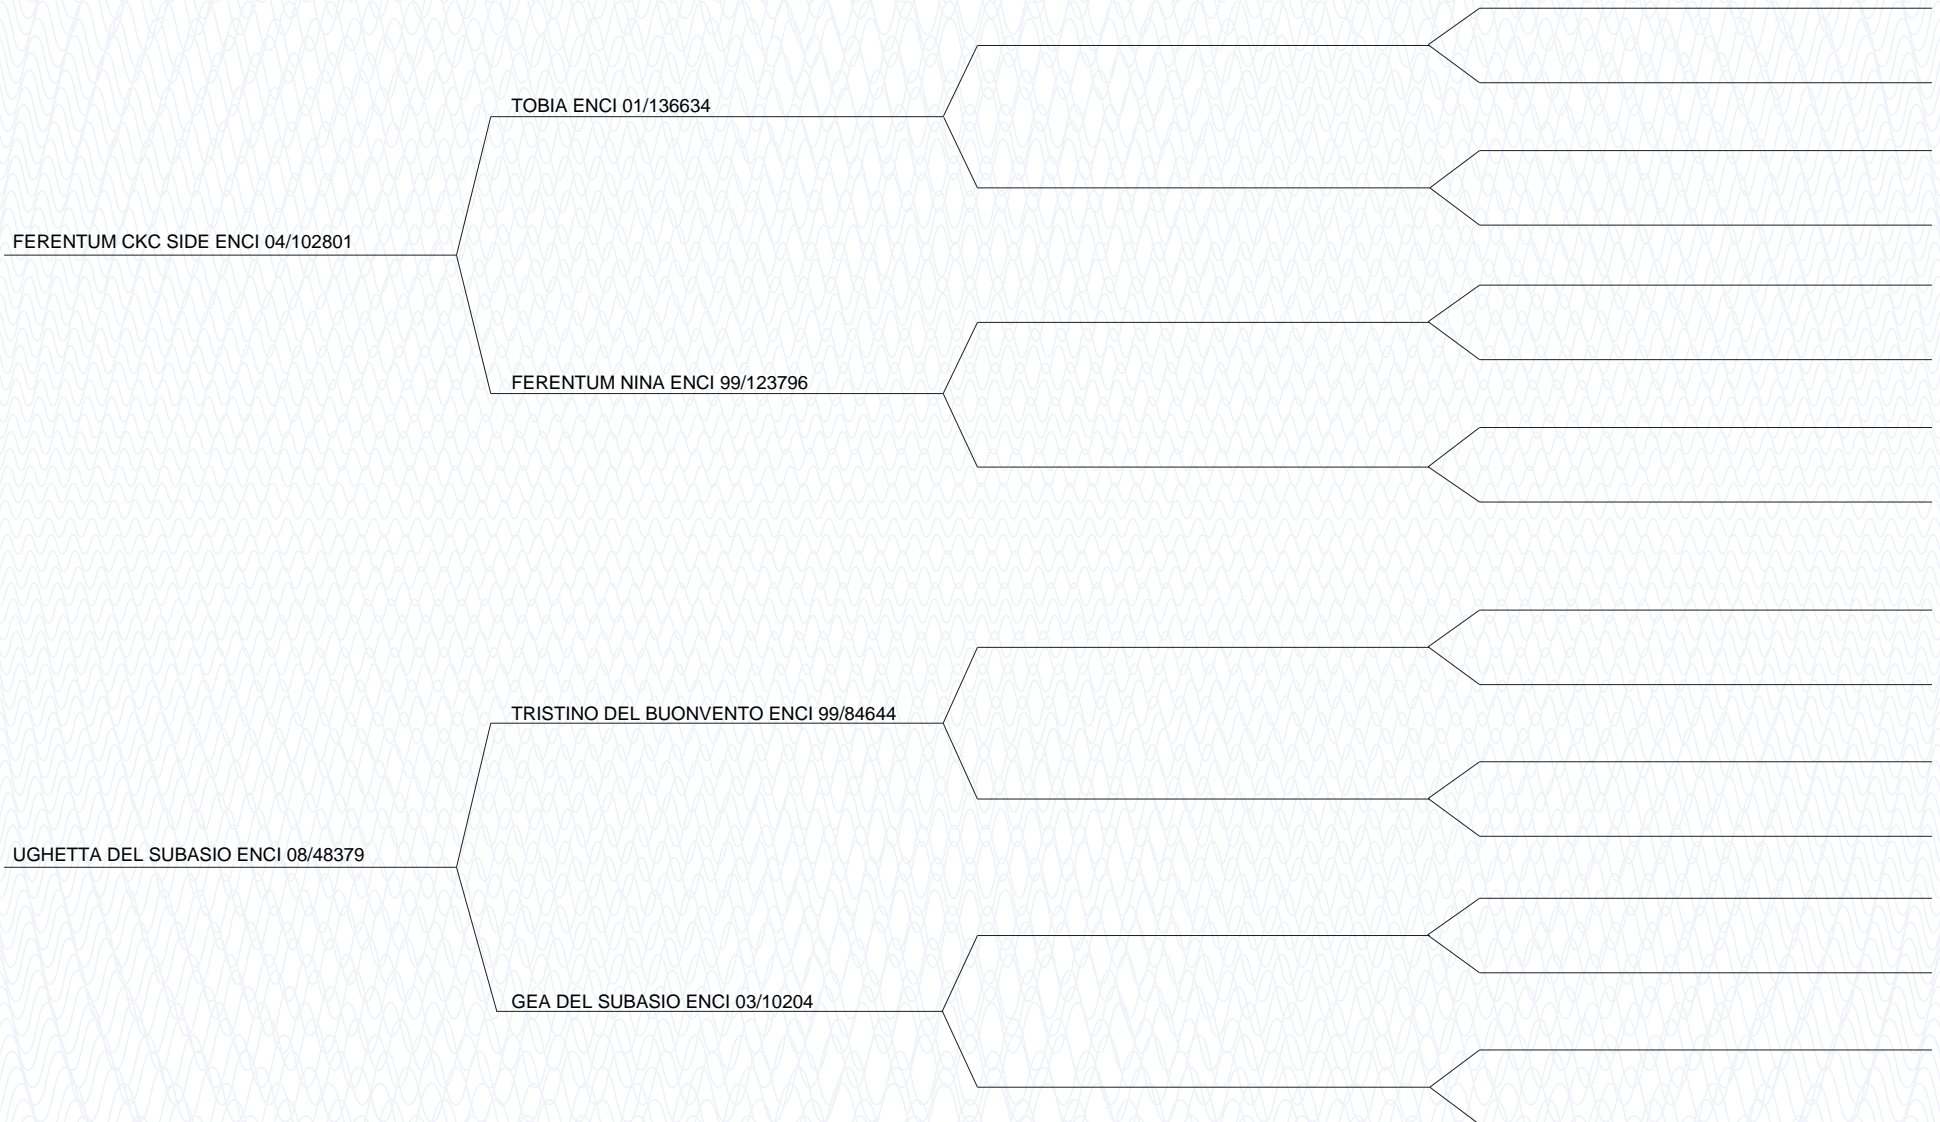 TOBIA ENCI 01/136634
FERENTUM CKC SIDE ENCI 04/102801
FERENTUM NINA ENCI 99/123796
TRISTINO DEL BUONVENTO ENCI 99/84644
UGHETTA DEL SUBASIO ENCI 08/48379
GEA DEL SUBASIO ENCI 03/10204